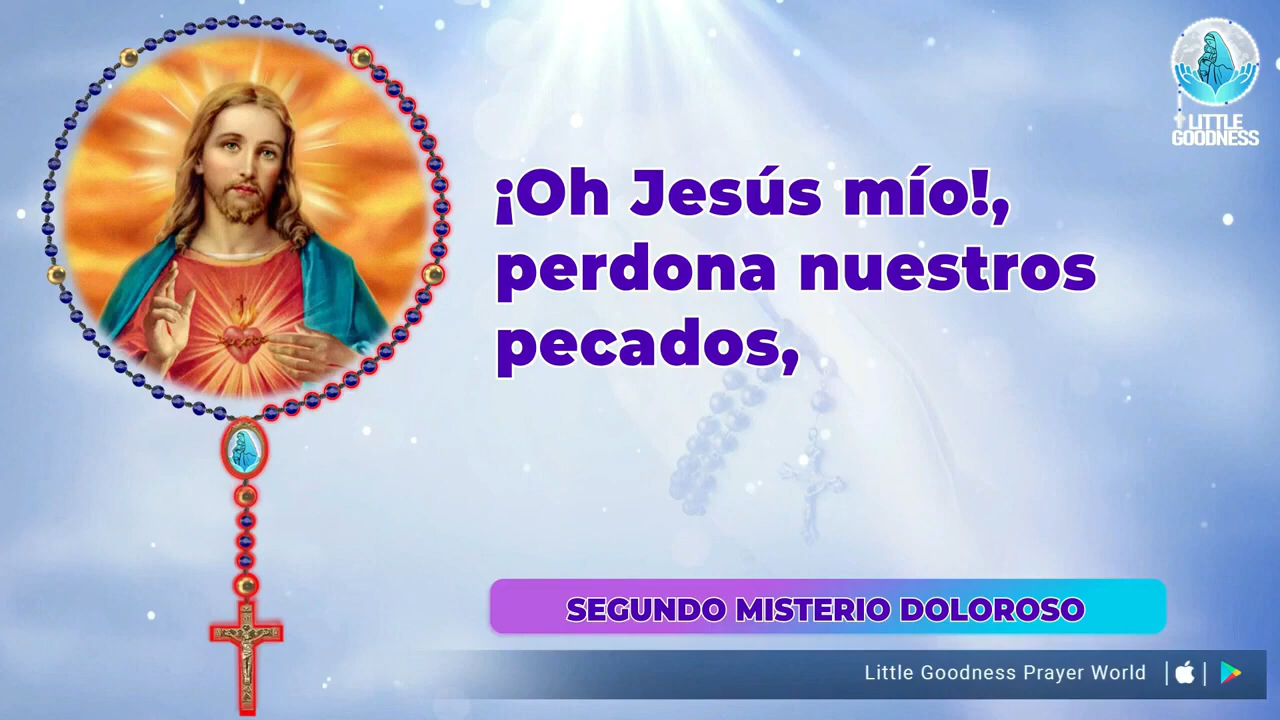 LITTLE
GOODNESS
¡Oh Jesús mío!,
perdona nuestros
pecados,
SEGUNDO MISTERIO DOLOROSO
Little Goodness Prayer World